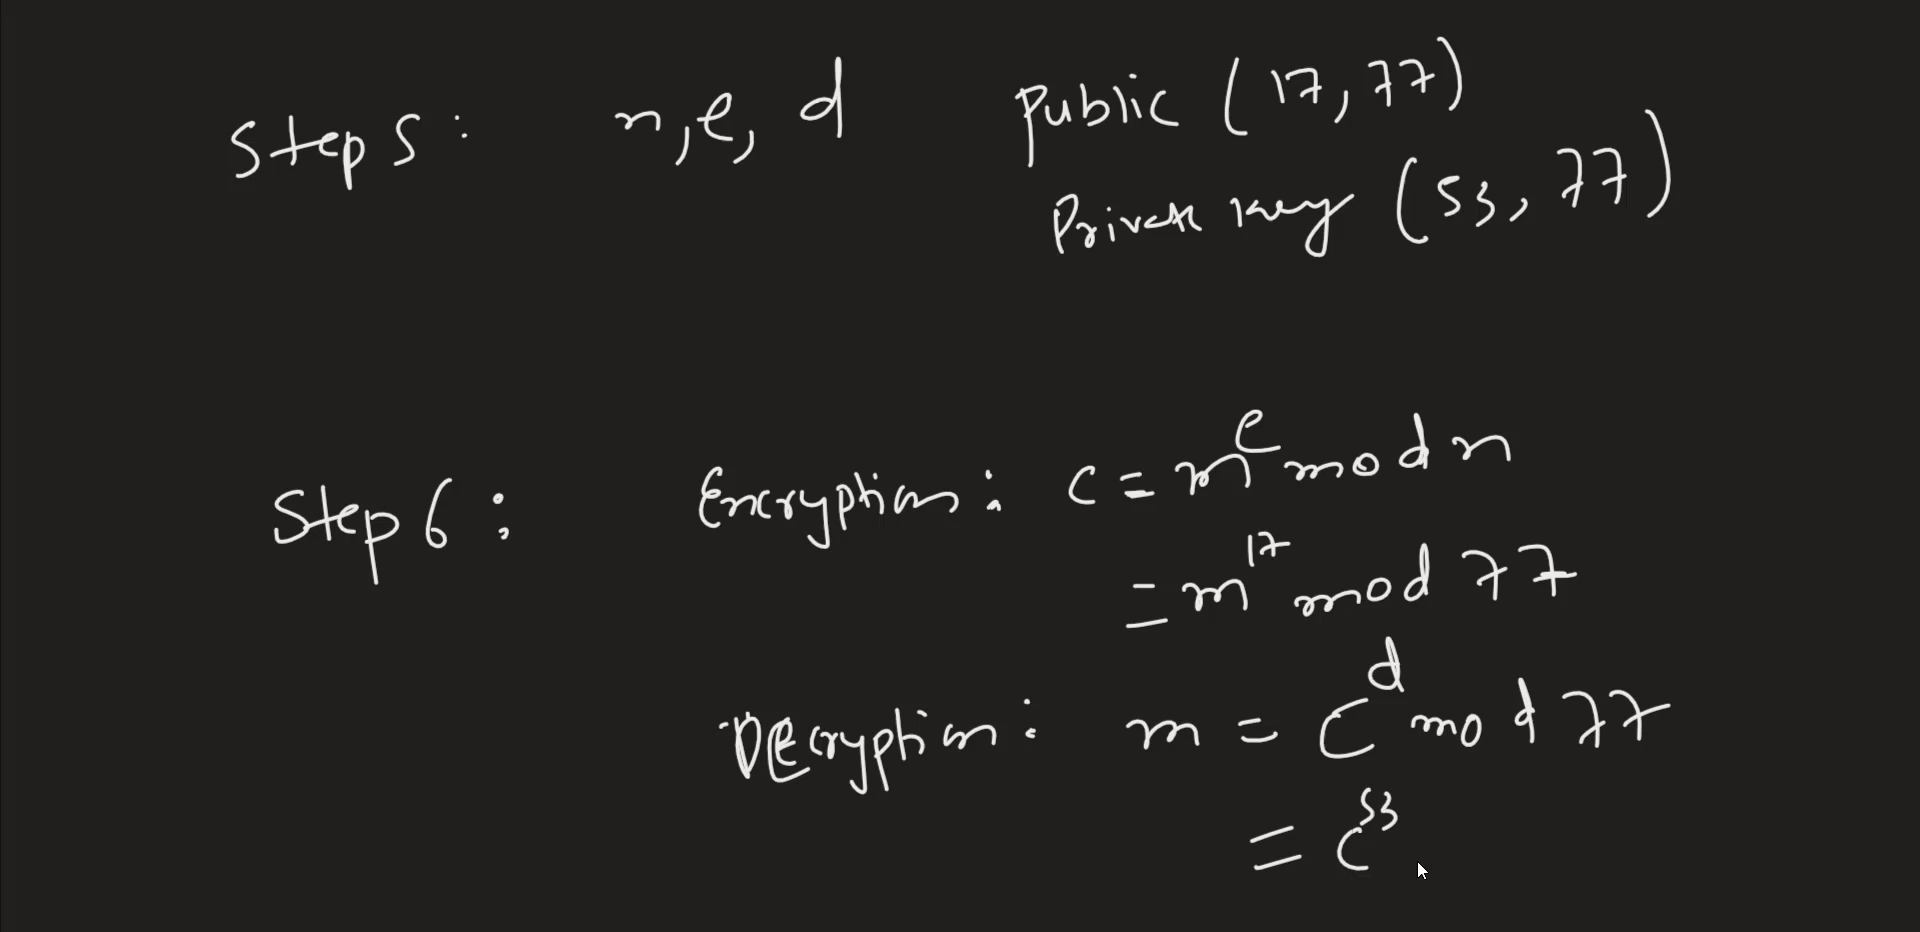 Step 5: n, e, d Public (17, 77)
Private key (53, 77)
Step 6: Encryption: c = m^e mod n
= m^17 mod 77
Decryption: m = c^d mod 77
= c^53